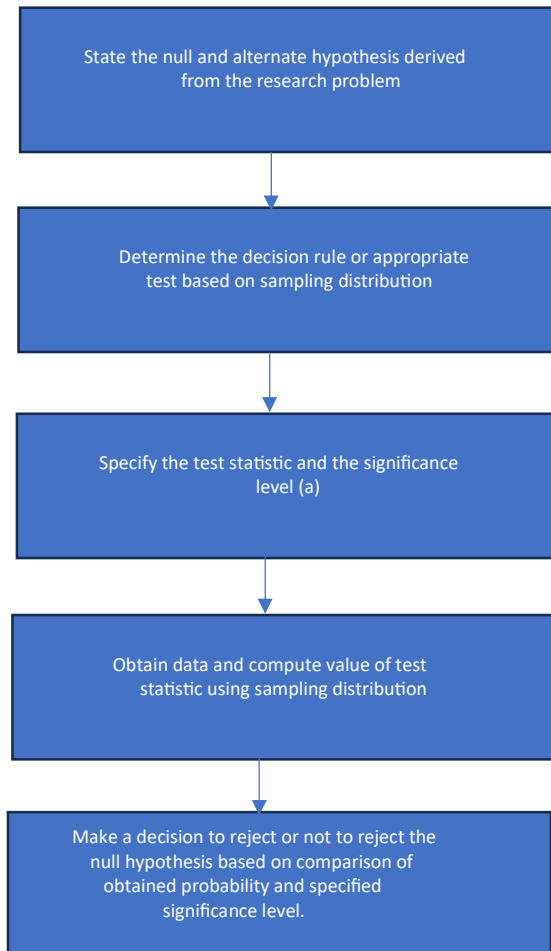 State the null and alternate hypothesis derived
from the research problem
Determine the decision rule or appropriate
test based on sampling distribution
Specify the test statistic and the significance
level (a)
Obtain data and compute value of test
statistic using sampling distribution
Make a decision to reject or not to reject the
null hypothesis based on comparison of
obtained probability and specified
significance level.